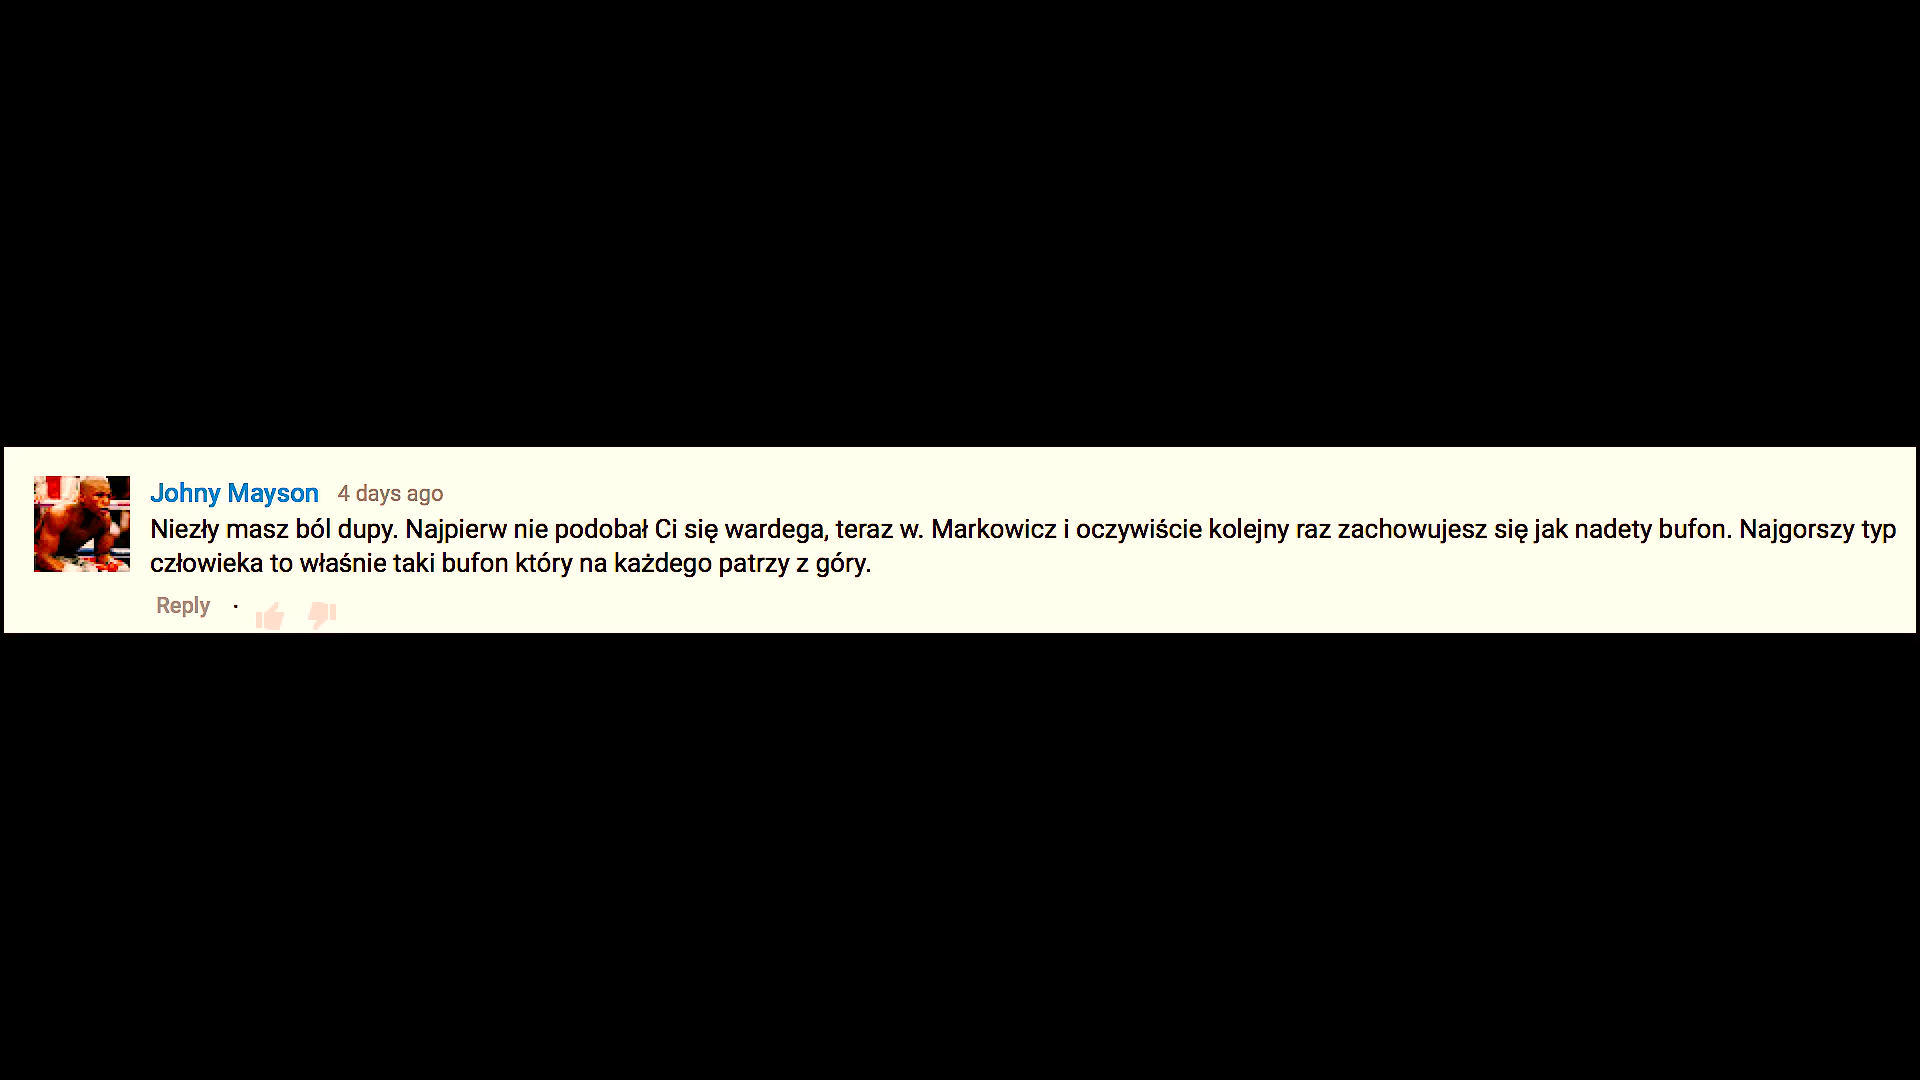 Johny Mayson 4 days ago
Niezły masz ból dupy. Najpierw nie podobał Ci się wardega, teraz w. Markowicz i oczywiście kolejny raz zachowujesz się jak nadety bufon. Najgorszy typ
człowieka to właśnie taki bufon który na każdego patrzy z góry.
Reply ·